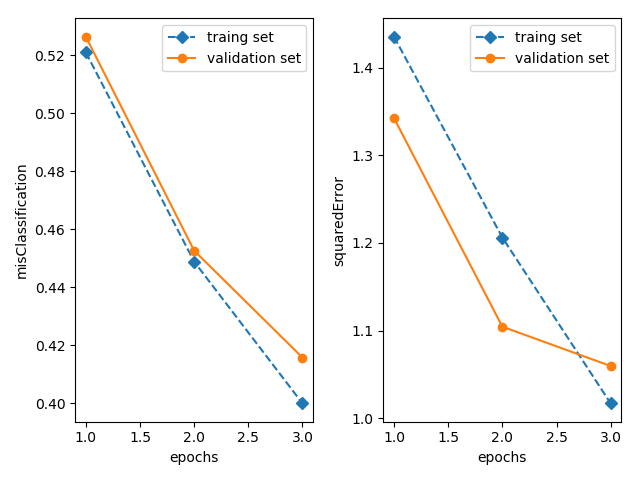 traing set
validation set
0.52
0.50
0.48
0.46
0.44
0.42
0.40
misClassification
1.0 1.5 2.0 2.5 3.0
epochs
traing set
validation set
1.4
1.3
1.2
1.1
1.0
squaredError
1.0 1.5 2.0 2.5 3.0
epochs